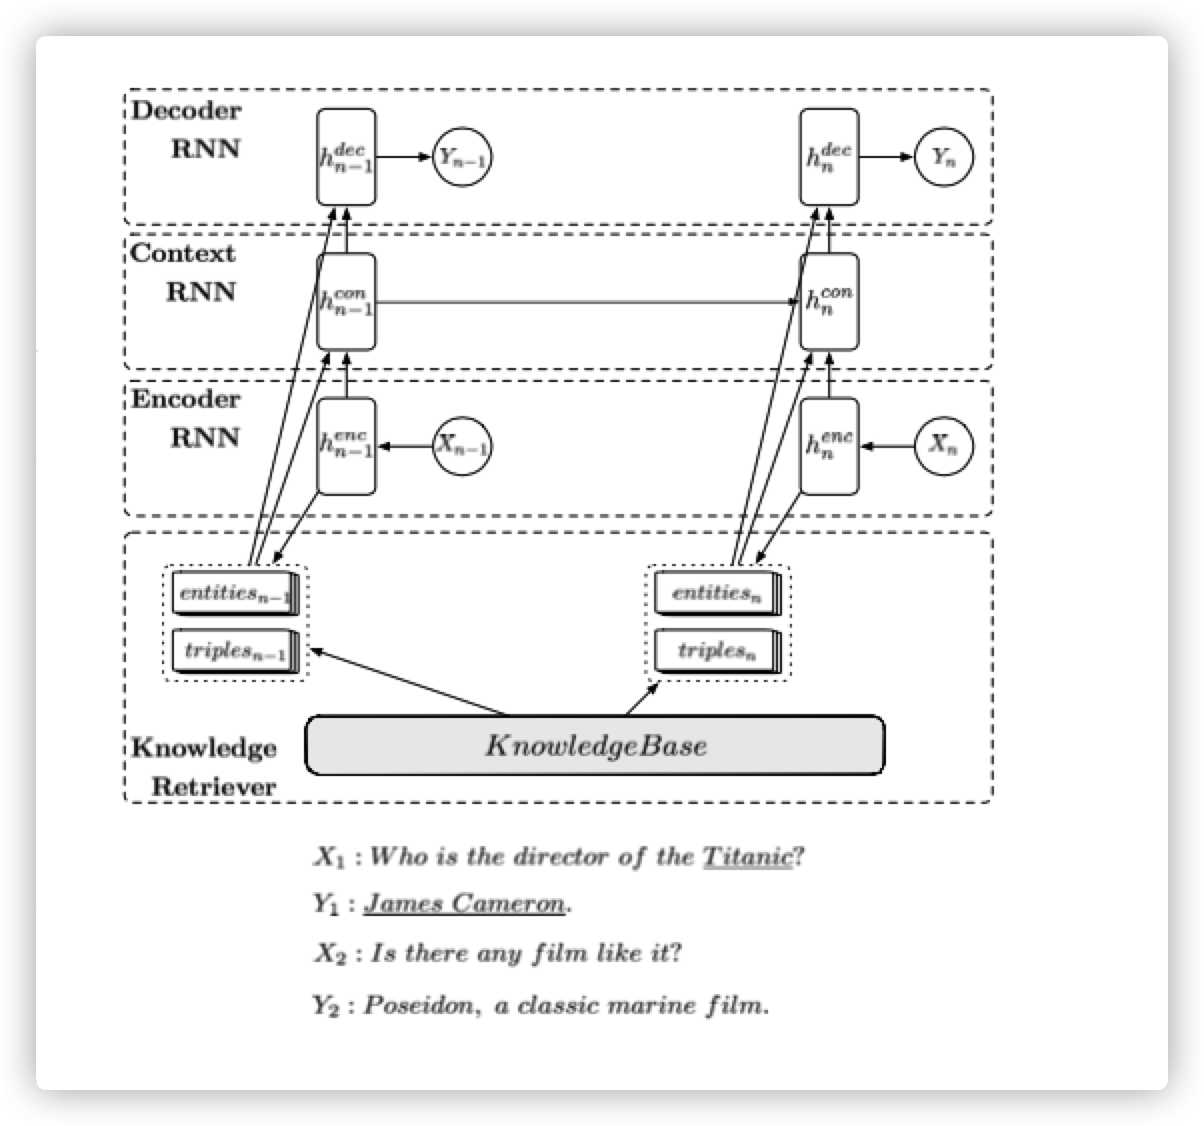 Decoder
RNN
h_{n-1}^{dec}
Y_{n-1}
h_n^{dec}
Y_n
Context
RNN
h_{n-1}^{con}
h_n^{con}
Encoder
RNN
h_{n-1}^{enc}
X_{n-1}
h_n^{enc}
X_n
entities_{n-1}
entities_n
triples_{n-1}
triples_n
Knowledge
Retriever
KnowledgeBase
X_1 : Who is the director of the Titanic?
Y_1 : James Cameron.
X_2 : Is there any film like it?
Y_2 : Poseidon, a classic marine film.